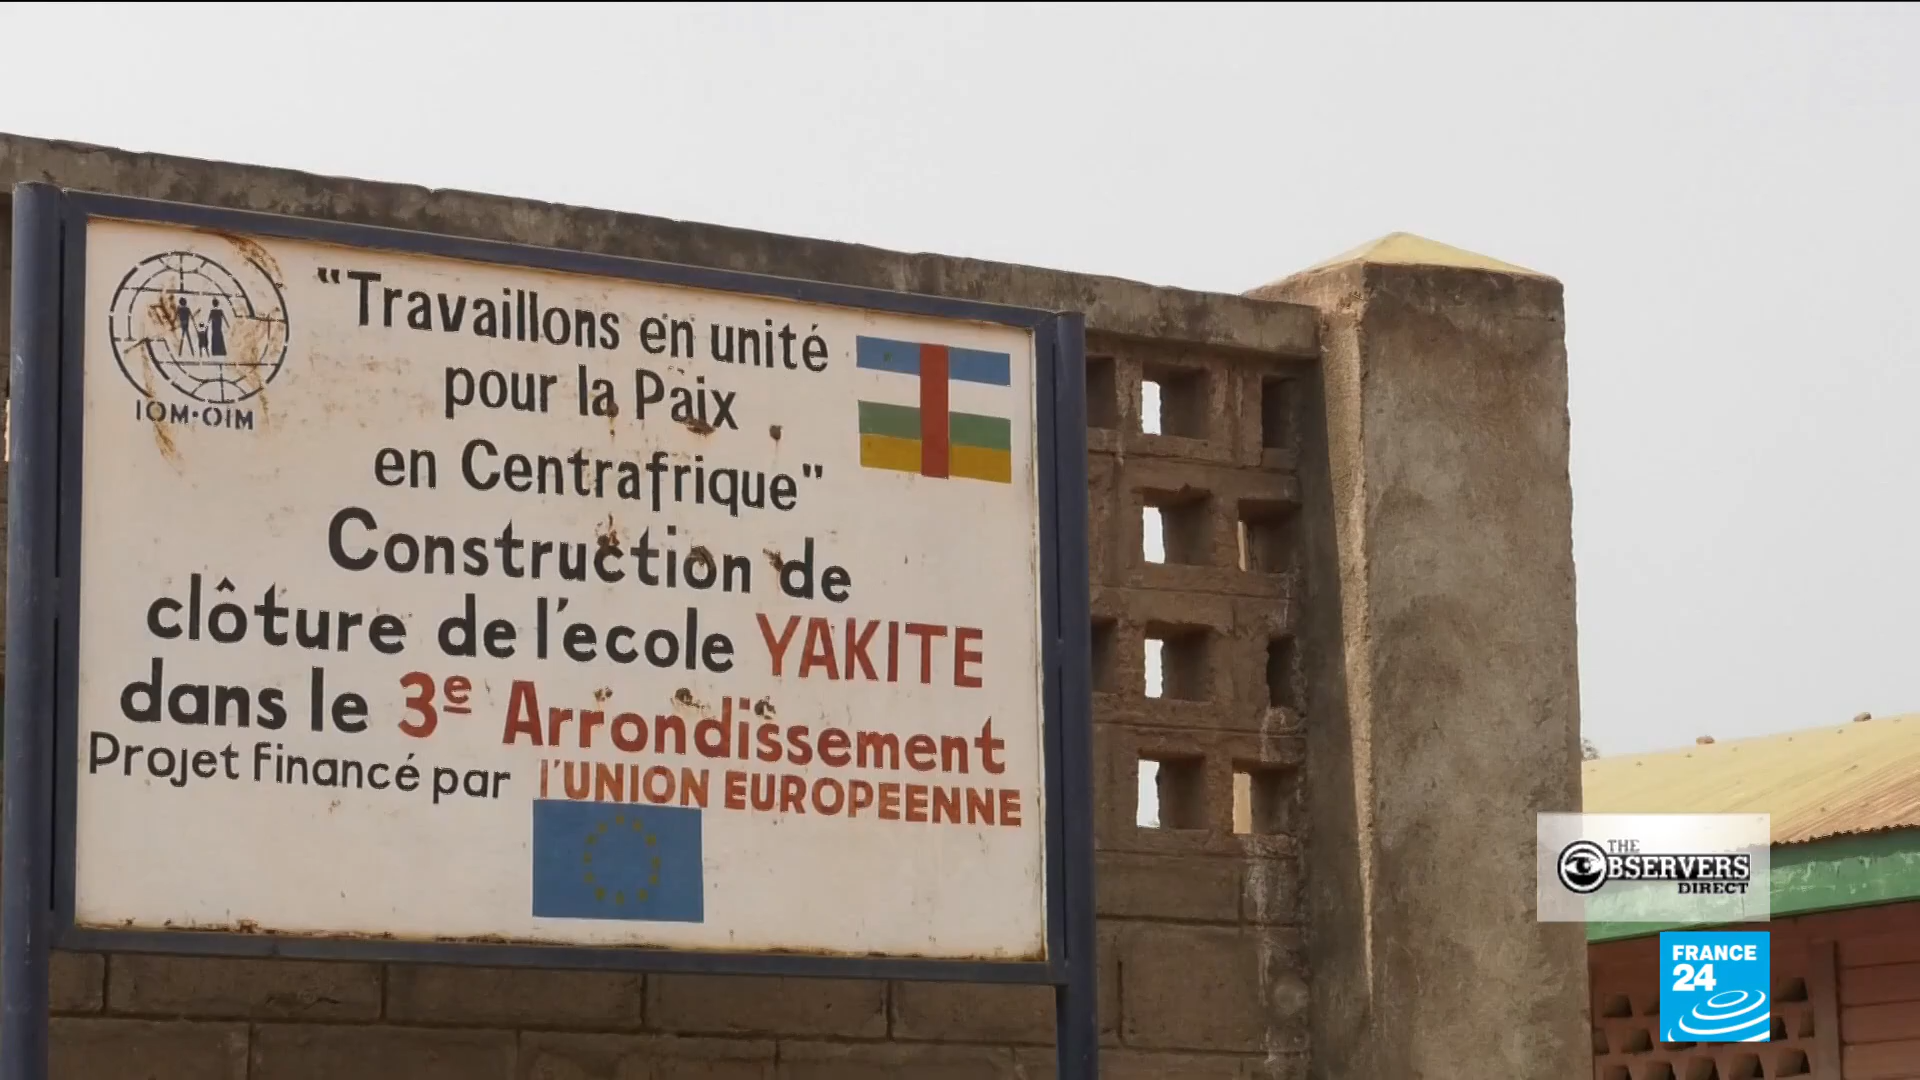 IOM·OIM
"Travaillons en unité
pour la Paix
en Centrafrique"
Construction de
clôture de l'école YAKITE
dans le 3e Arrondissement
Projet financé par l'UNION EUROPEENNE
THE
OBSERVERS
DIRECT
FRANCE
24